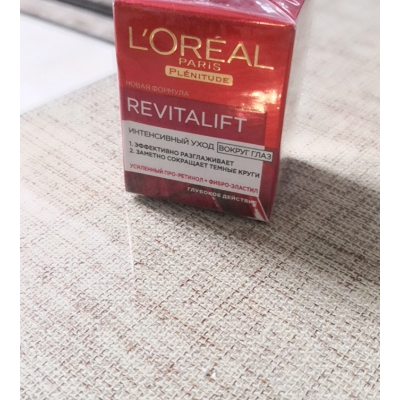 L'ORÉAL
PARIS
PLÉNITUDE
НОВАЯ ФОРМУЛА
REVITALIFT
ИНТЕНСИВНЫЙ УХОД ВОКРУГ ГЛАЗ
1. ЭФФЕКТИВНО РАЗГЛАЖИВАЕТ
2. ЗАМЕТНО СОКРАЩАЕТ ТЕМНЫЕ КРУГИ
УСИЛЕННЫЙ ПРО-РЕТИНОЛ + ФИБРО-ЭЛАСТИЛ
ГЛУБОКОЕ ДЕЙСТВИЕ